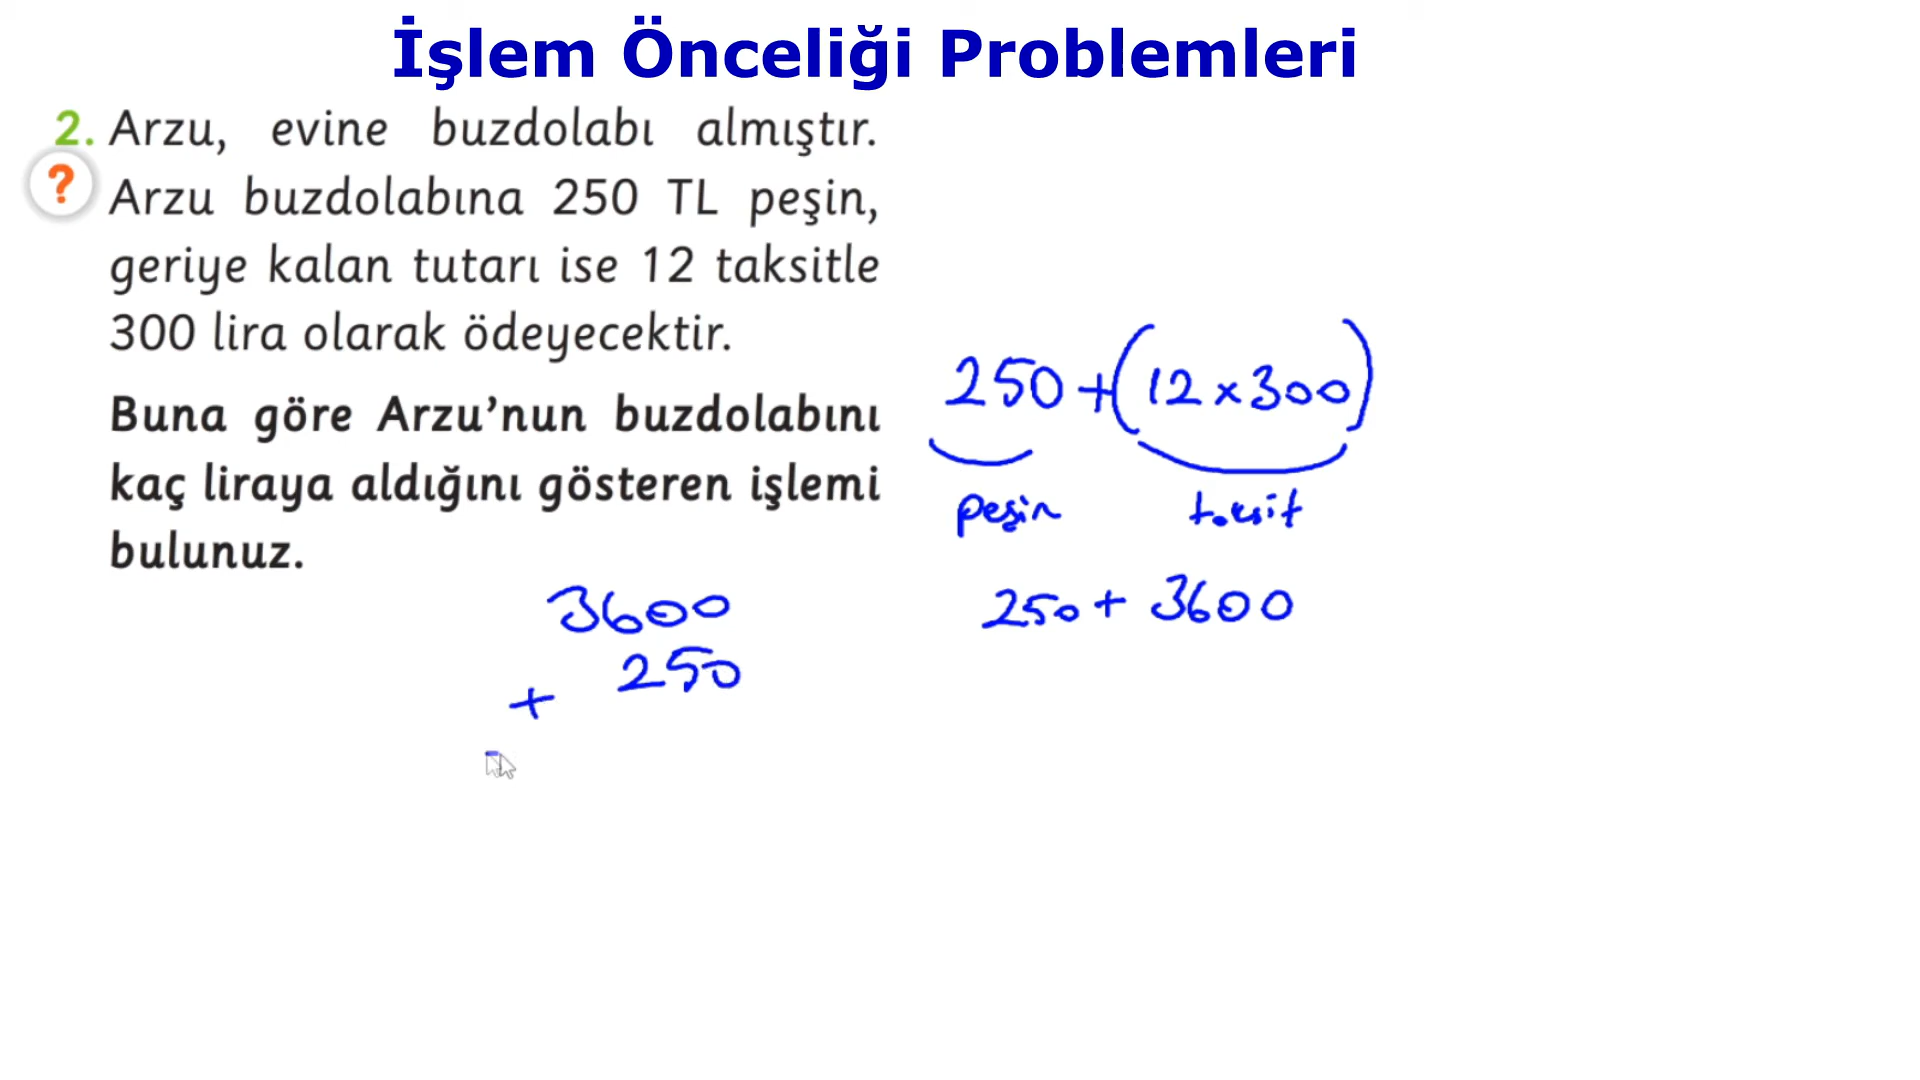 İşlem Önceliği Problemleri
2. Arzu, evine buzdolabı almıştır.
? Arzu buzdolabına 250 TL peşin,
geriye kalan tutarı ise 12 taksitle
300 lira olarak ödeyecektir.
Buna göre Arzu'nun buzdolabını
kaç liraya aldığını gösteren işlemi
bulunuz.
250 + (12 x 300)
peşin taksit
250 + 3600
3600
+ 250